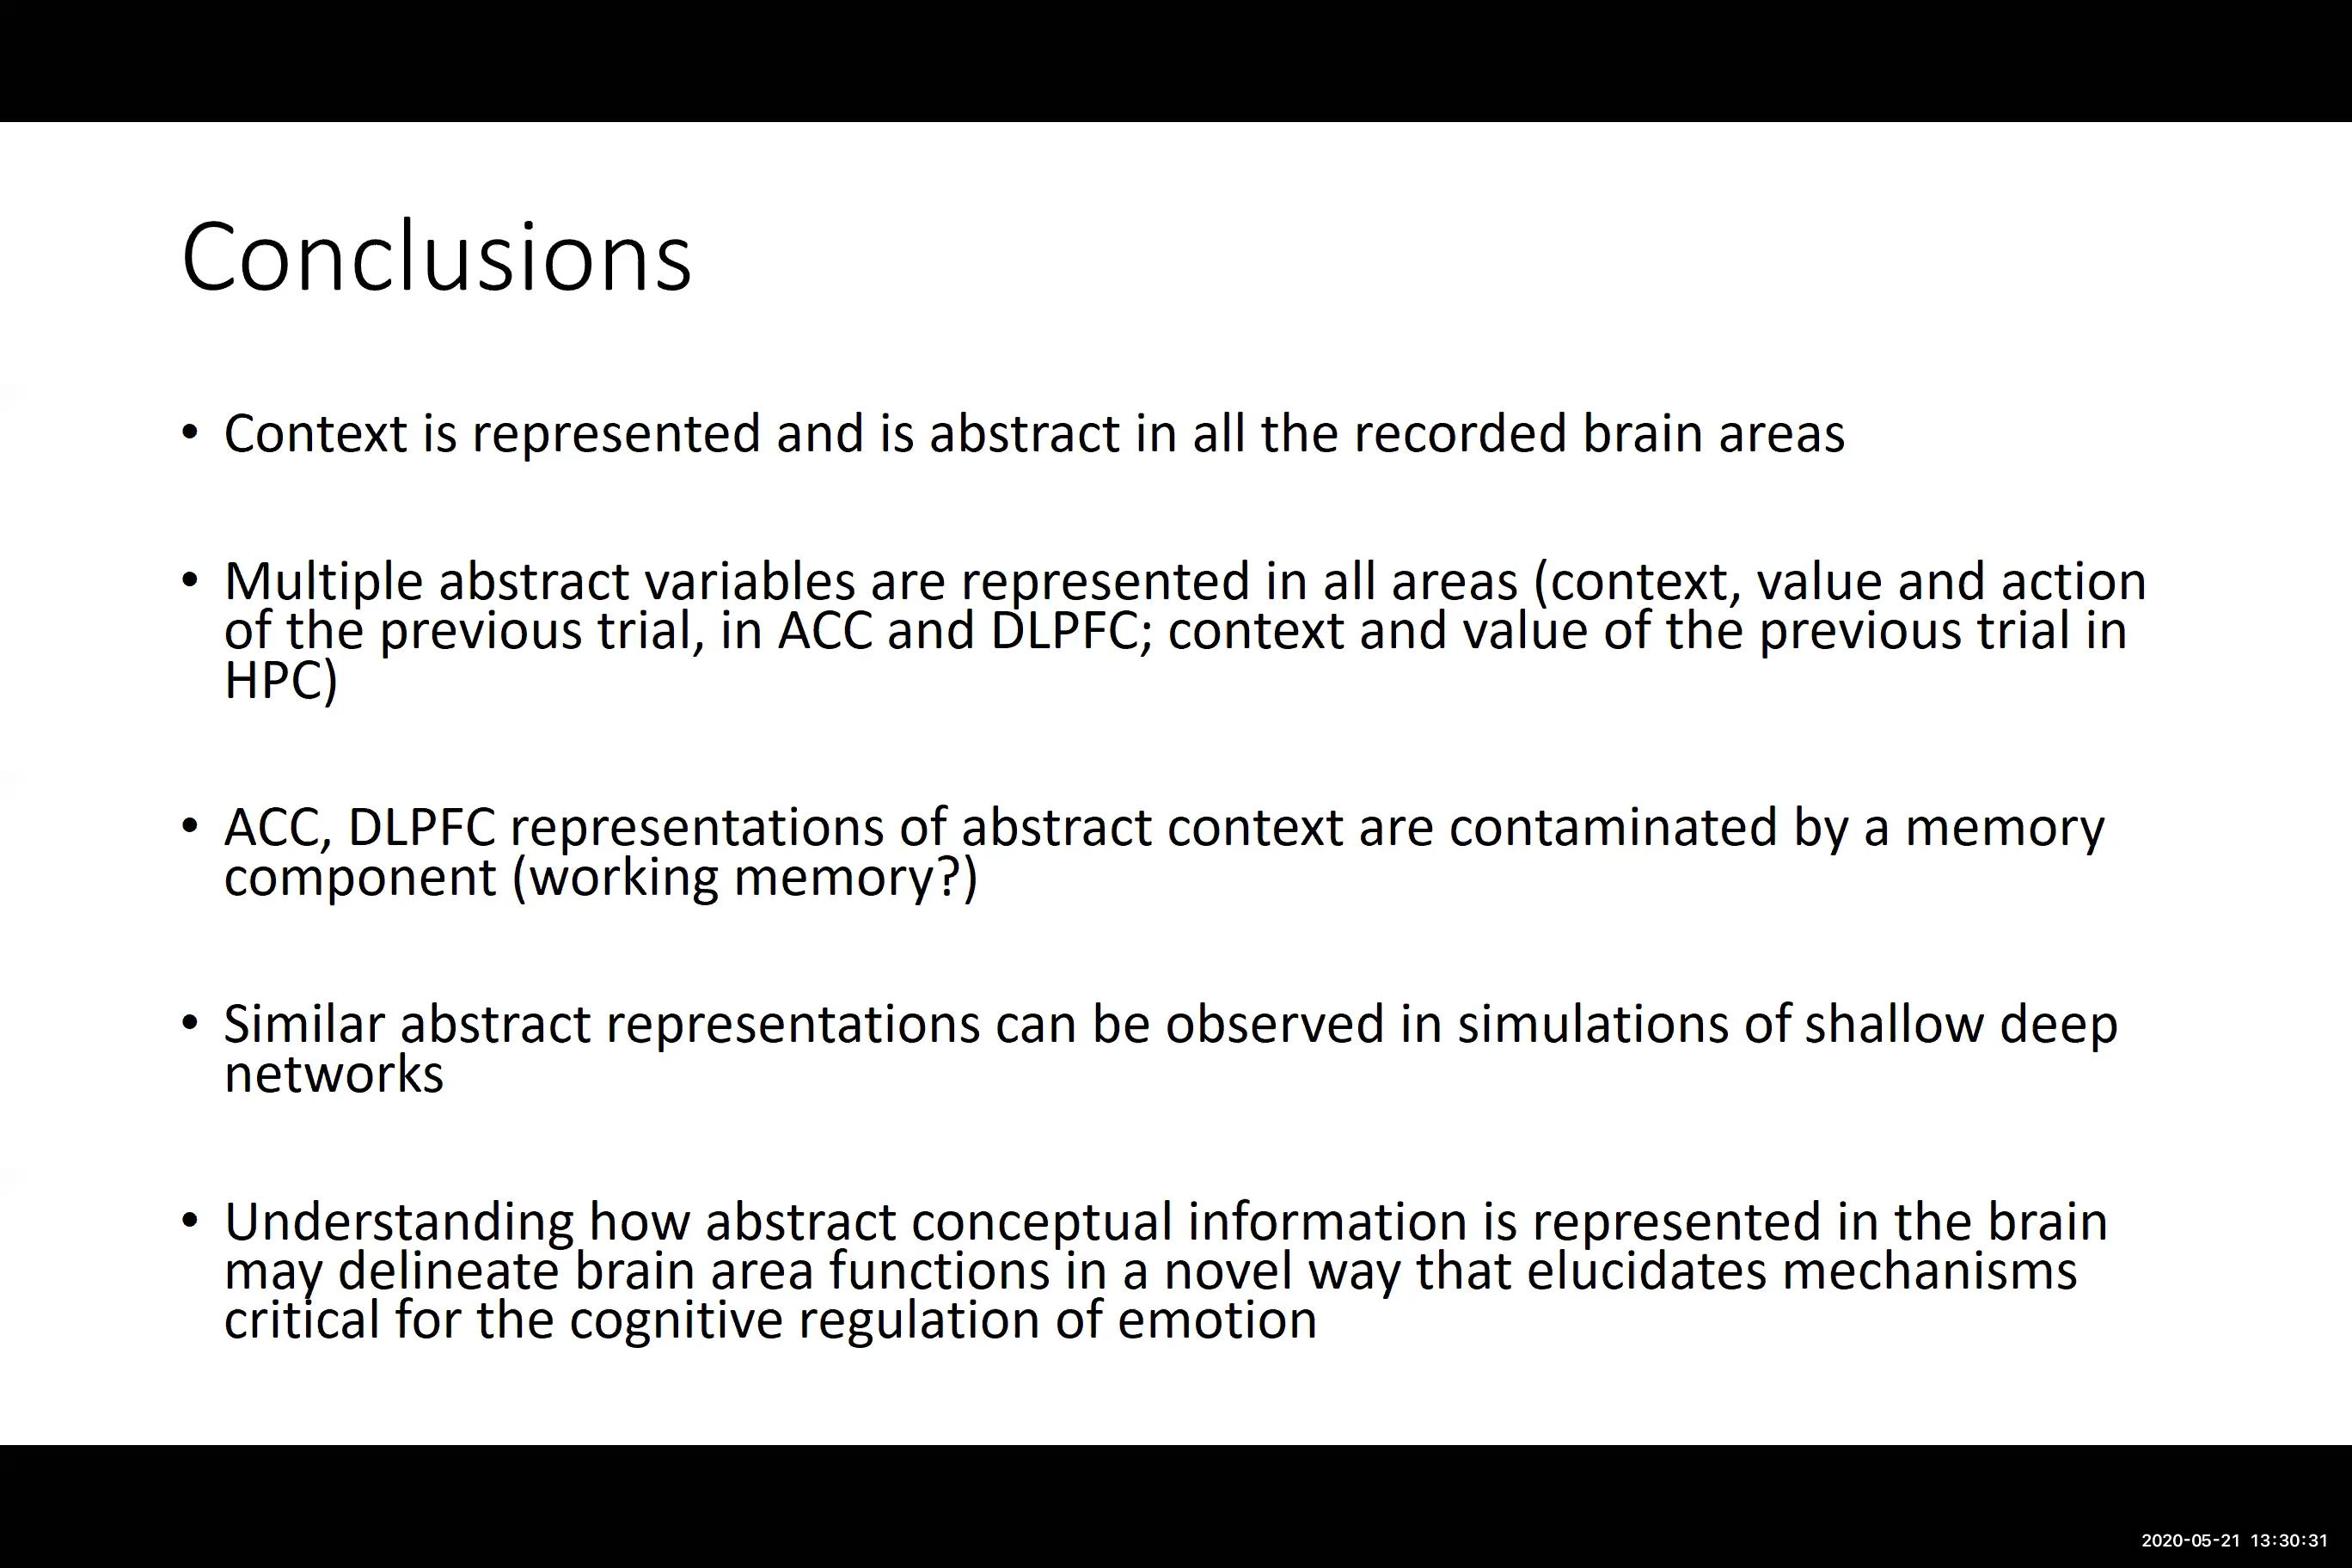 Conclusions
• Context is represented and is abstract in all the recorded brain areas
• Multiple abstract variables are represented in all areas (context, value and action
of the previous trial, in ACC and DLPFC; context and value of the previous trial in
HPC)
• ACC, DLPFC representations of abstract context are contaminated by a memory
component (working memory?)
• Similar abstract representations can be observed in simulations of shallow deep
networks
• Understanding how abstract conceptual information is represented in the brain
may delineate brain area functions in a novel way that elucidates mechanisms
critical for the cognitive regulation of emotion
2020-05-21 13:30:31